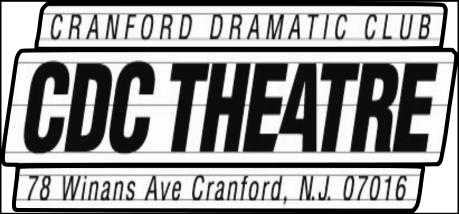 CRANFORD DRAMATIC CLUB
CDC THEATRE
78 Winans Ave Cranford, N.J. 07016